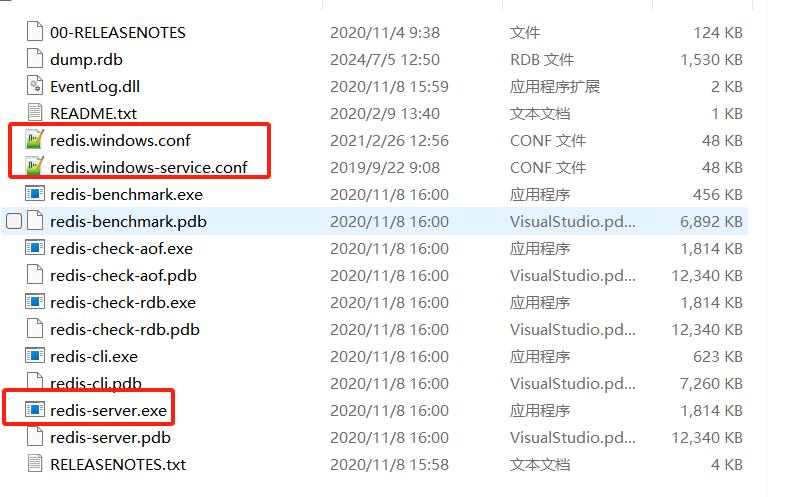 00-RELEASENOTES 2020/11/4 9:38 文件 124 KB
dump.rdb 2024/7/5 12:50 RDB 文件 1,530 KB
EventLog.dll 2020/11/8 15:59 应用程序扩展 2 KB
README.txt 2020/2/9 13:40 文本文档 1 KB
redis.windows.conf 2021/2/26 12:56 CONF 文件 48 KB
redis.windows-service.conf 2019/9/22 9:08 CONF 文件 48 KB
redis-benchmark.exe 2020/11/8 16:00 应用程序 456 KB
redis-benchmark.pdb 2020/11/8 16:00 VisualStudio.pd... 6,892 KB
redis-check-aof.exe 2020/11/8 16:00 应用程序 1,814 KB
redis-check-aof.pdb 2020/11/8 16:00 VisualStudio.pd... 12,340 KB
redis-check-rdb.exe 2020/11/8 16:00 应用程序 1,814 KB
redis-check-rdb.pdb 2020/11/8 16:00 VisualStudio.pd... 12,340 KB
redis-cli.exe 2020/11/8 16:00 应用程序 623 KB
redis-cli.pdb 2020/11/8 16:00 VisualStudio.pd... 7,260 KB
redis-server.exe 2020/11/8 16:00 应用程序 1,814 KB
redis-server.pdb 2020/11/8 16:00 VisualStudio.pd... 12,340 KB
RELEASENOTES.txt 2020/11/8 15:58 文本文档 4 KB